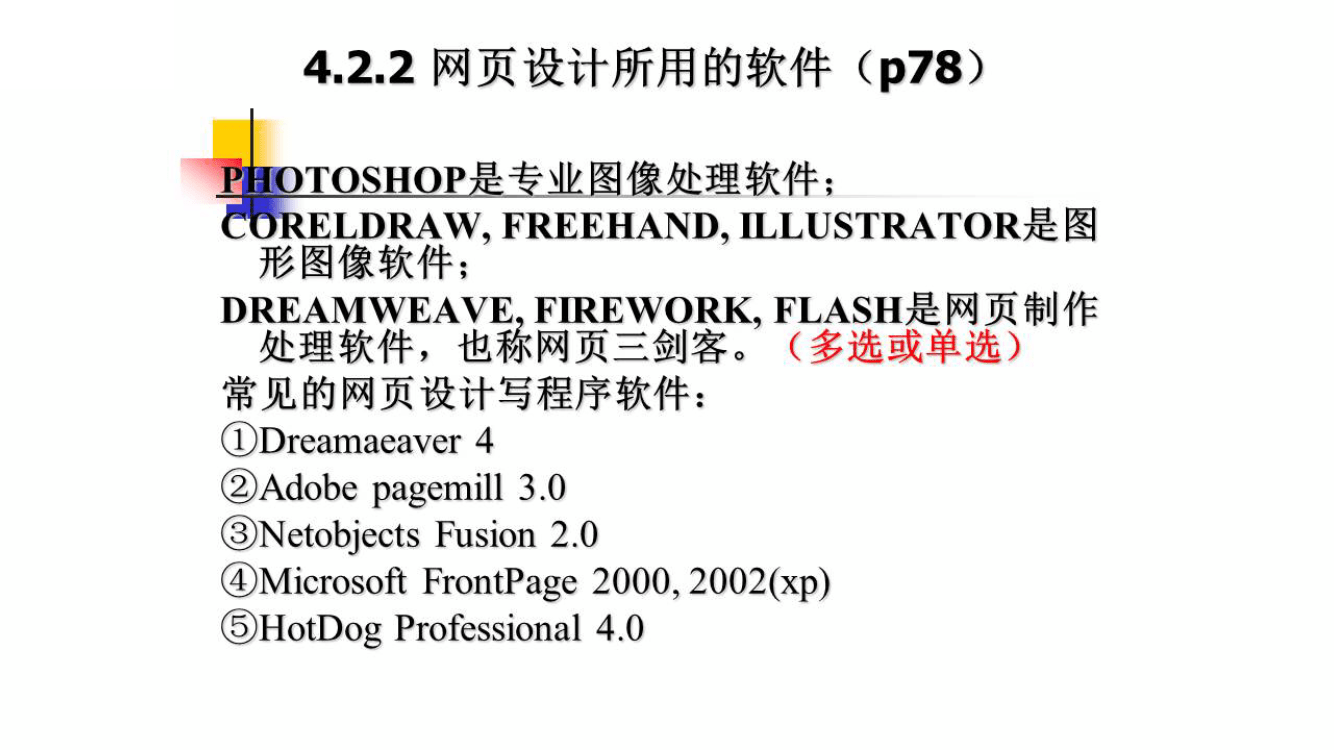 4.2.2 网页设计所用的软件（p78）
PHOTOSHOP是专业图像处理软件；
CORELDRAW, FREEHAND, ILLUSTRATOR是图
形图像软件；
DREAMWEAVE, FIREWORK, FLASH是网页制作
处理软件，也称网页三剑客。（多选或单选）
常见的网页设计写程序软件：
①Dreamaeaver 4
②Adobe pagemill 3.0
③Netobjects Fusion 2.0
④Microsoft FrontPage 2000, 2002(xp)
⑤HotDog Professional 4.0